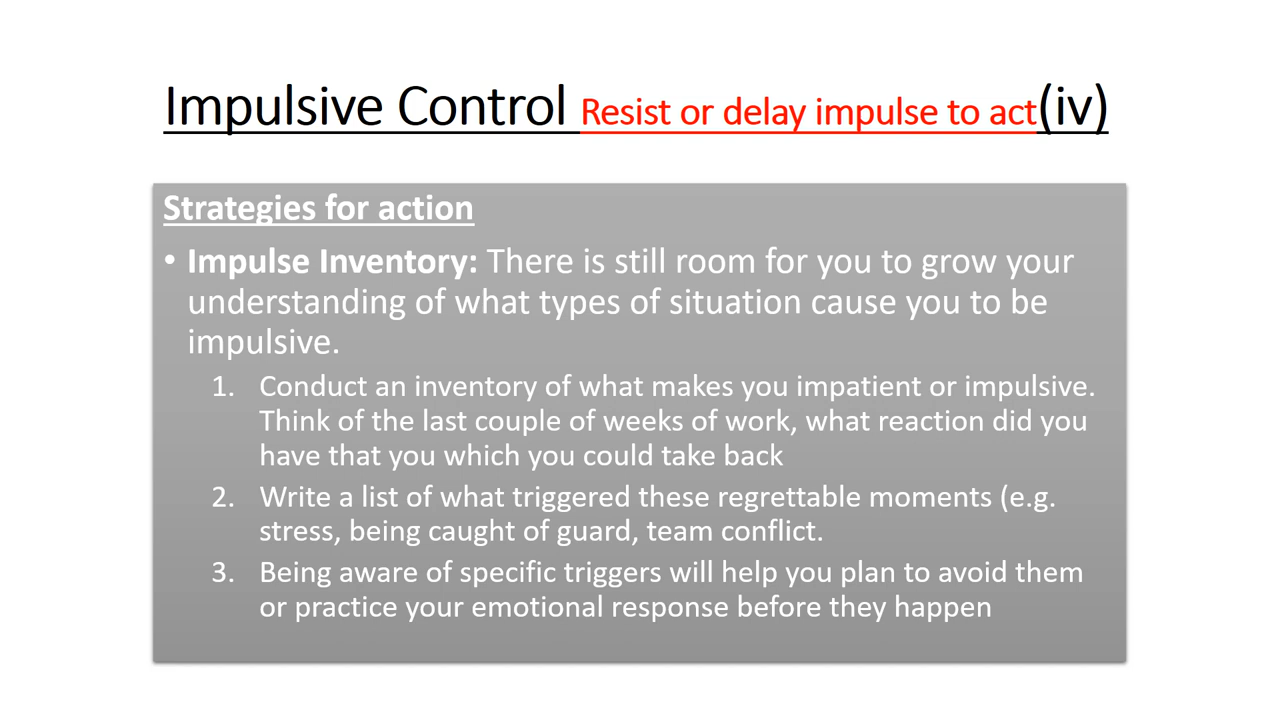 Impulsive Control Resist or delay impulse to act(iv)
Strategies for action
• Impulse Inventory: There is still room for you to grow your
understanding of what types of situation cause you to be
impulsive.
1. Conduct an inventory of what makes you impatient or impulsive.
Think of the last couple of weeks of work, what reaction did you
have that you which you could take back
2. Write a list of what triggered these regrettable moments (e.g.
stress, being caught of guard, team conflict.
3. Being aware of specific triggers will help you plan to avoid them
or practice your emotional response before they happen